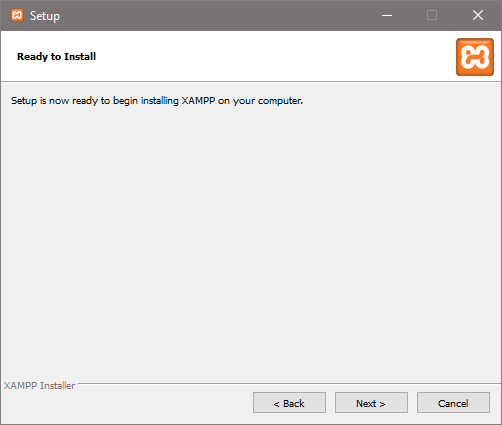 Setup
Ready to Install
Setup is now ready to begin installing XAMPP on your computer.
XAMPP Installer
< Back
Next >
Cancel